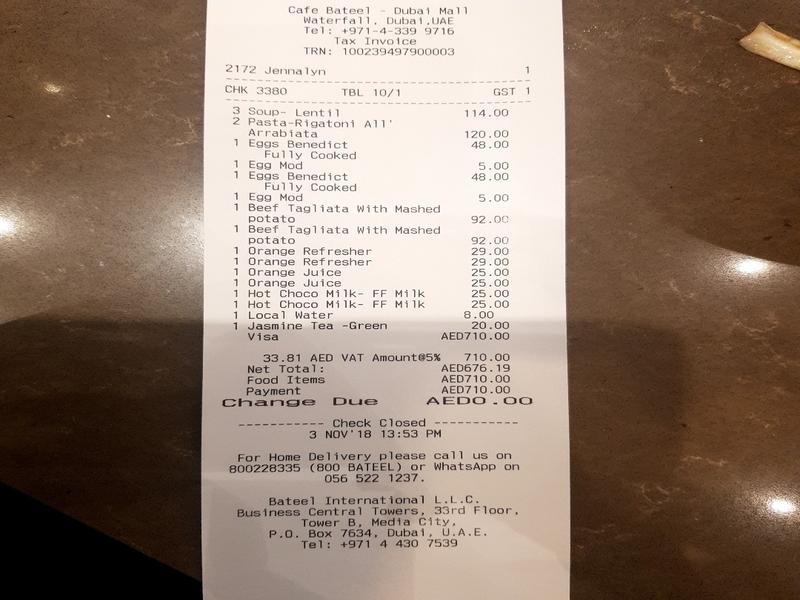 Cafe Bateel - Dubai Mall
Waterfall, Dubai,UAE
Tel: +971-4-339 9716
Tax Invoice
TRN: 100239497900003
2172 Jennalyn 1
CHK 3380 TBL 10/1 GST 1
3 Soup- Lentil 114.00
2 Pasta-Rigatoni All'
Arrabiata 120.00
1 Eggs Benedict 48.00
Fully Cooked
1 Egg Mod 5.00
1 Eggs Benedict 48.00
Fully Cooked
1 Egg Mod 5.00
1 Beef Tagliata With Mashed
potato 92.00
1 Beef Tagliata With Mashed
potato 92.00
1 Orange Refresher 29.00
1 Orange Refresher 29.00
1 Orange Juice 25.00
1 Orange Juice 25.00
1 Hot Choco Milk- FF Milk 25.00
1 Hot Choco Milk- FF Milk 25.00
1 Local Water 8.00
1 Jasmine Tea -Green 20.00
Visa AED710.00
33.81 AED VAT Amount@5% 710.00
Net Total: AED676.19
Food Items AED710.00
Payment AED710.00
Change Due AED0.00
----------- Check Closed -----------
3 NOV'18 13:53 PM
For Home Delivery please call us on
800228335 (800 BATEEL) or WhatsApp on
056 522 1237.
Bateel International L.L.C.
Business Central Towers, 33rd Floor,
Tower B, Media City,
P.O. Box 7634, Dubai, U.A.E.
Tel: +971 4 430 7539